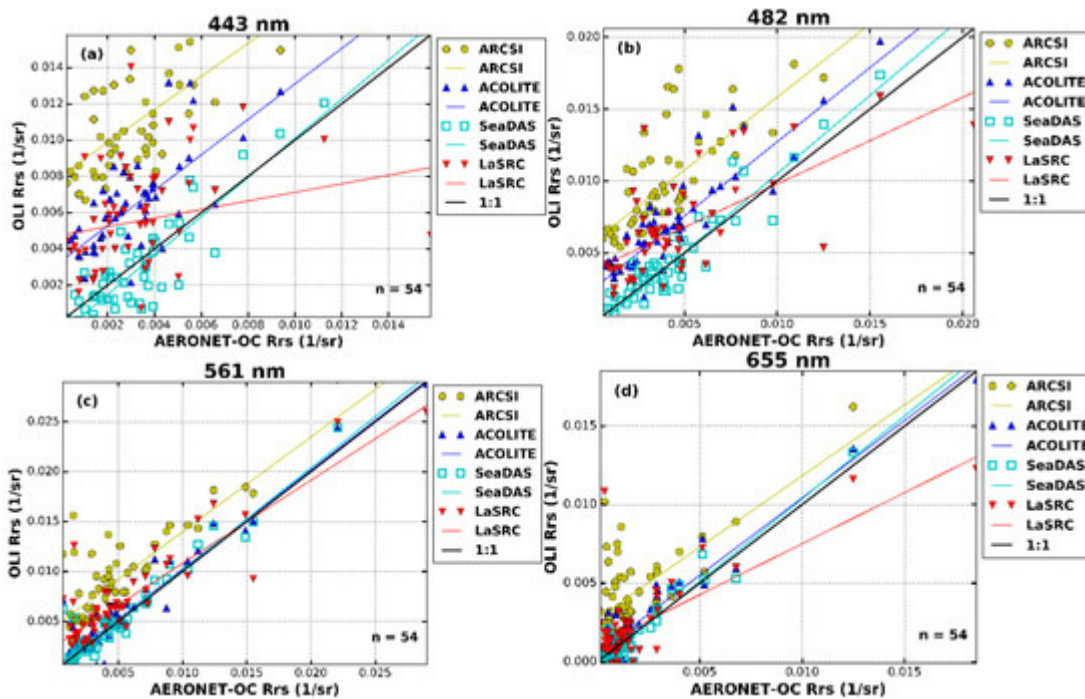 443 nm
(a)
OLI Rrs (1/sr)
0.014
0.012
0.010
0.008
0.006
0.004
0.002
0.002 0.004 0.006 0.008 0.010 0.012 0.014
AERONET-OC Rrs (1/sr)
n = 54
ARCSI
ARCSI
ACOLITE
ACOLITE
SeaDAS
SeaDAS
LaSRC
LaSRC
1:1
482 nm
(b)
OLI Rrs (1/sr)
0.020
0.015
0.010
0.005
0.005 0.010 0.015 0.020
AERONET-OC Rrs (1/sr)
n = 54
ARCSI
ARCSI
ACOLITE
ACOLITE
SeaDAS
SeaDAS
LaSRC
LaSRC
1:1
561 nm
(c)
OLI Rrs (1/sr)
0.025
0.020
0.015
0.010
0.005
0.005 0.010 0.015 0.020 0.025
AERONET-OC Rrs (1/sr)
n = 54
ARCSI
ARCSI
ACOLITE
ACOLITE
SeaDAS
SeaDAS
LaSRC
LaSRC
1:1
655 nm
(d)
OLI Rrs (1/sr)
0.015
0.010
0.005
0.000
0.005 0.010 0.015
AERONET-OC Rrs (1/sr)
n = 54
ARCSI
ARCSI
ACOLITE
ACOLITE
SeaDAS
SeaDAS
LaSRC
LaSRC
1:1